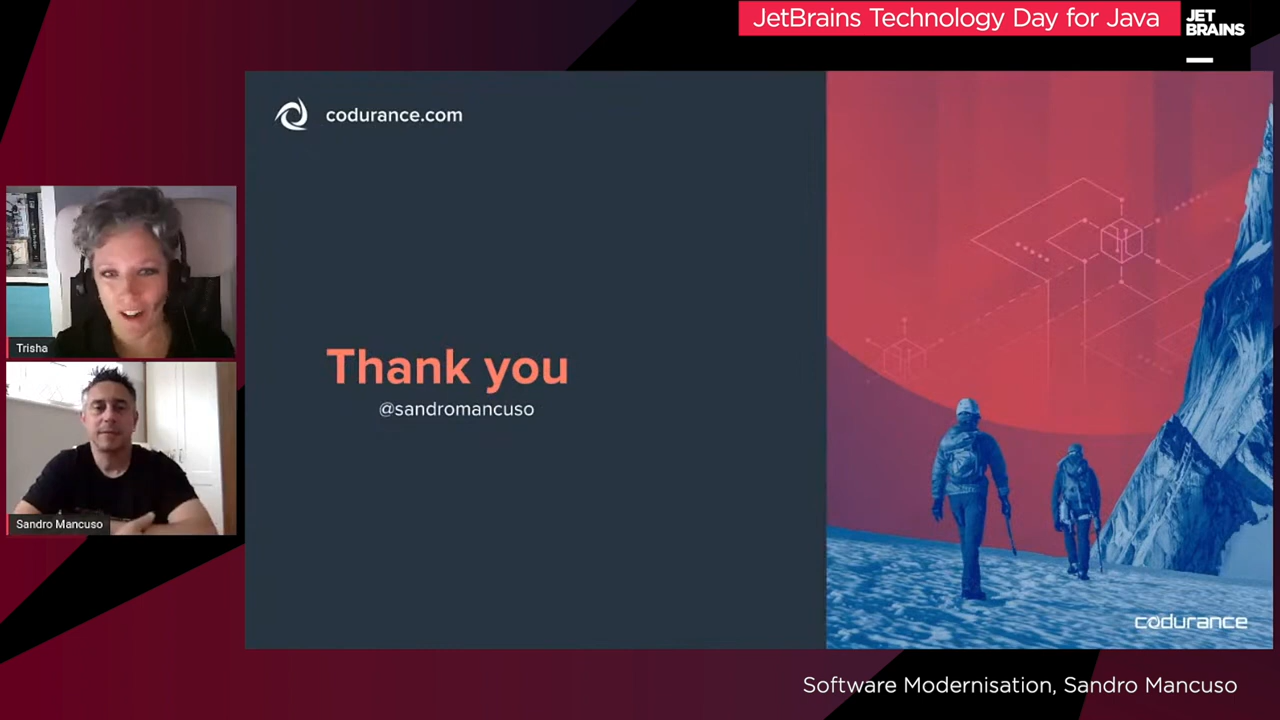 JetBrains Technology Day for Java
JET
BRAINS
codurance.com
Trisha
Thank you
@sandromancuso
Sandro Mancuso
codurance
Software Modernisation, Sandro Mancuso